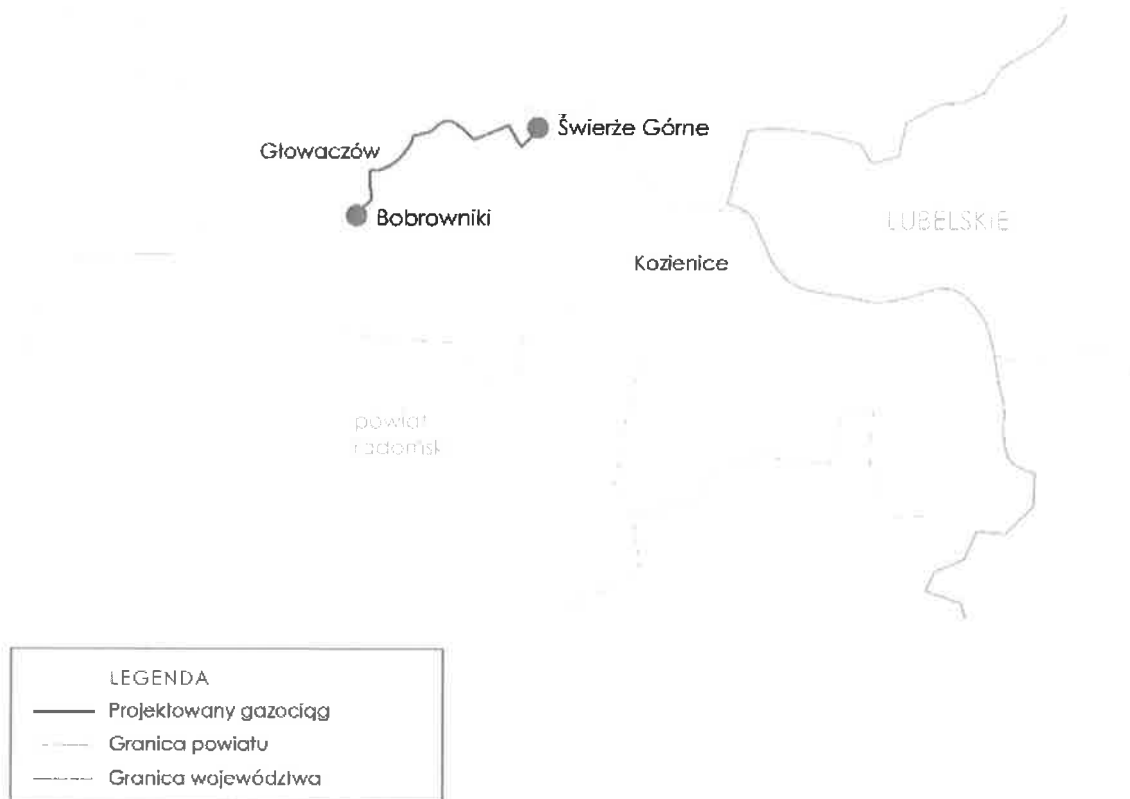 Świerże Górne
Głowaczów
Bobrowniki
LUBELSKIE
Kozienice
powiat
radomski
LEGENDA
Projektowany gazociąg
Granica powiatu
Granica województwa